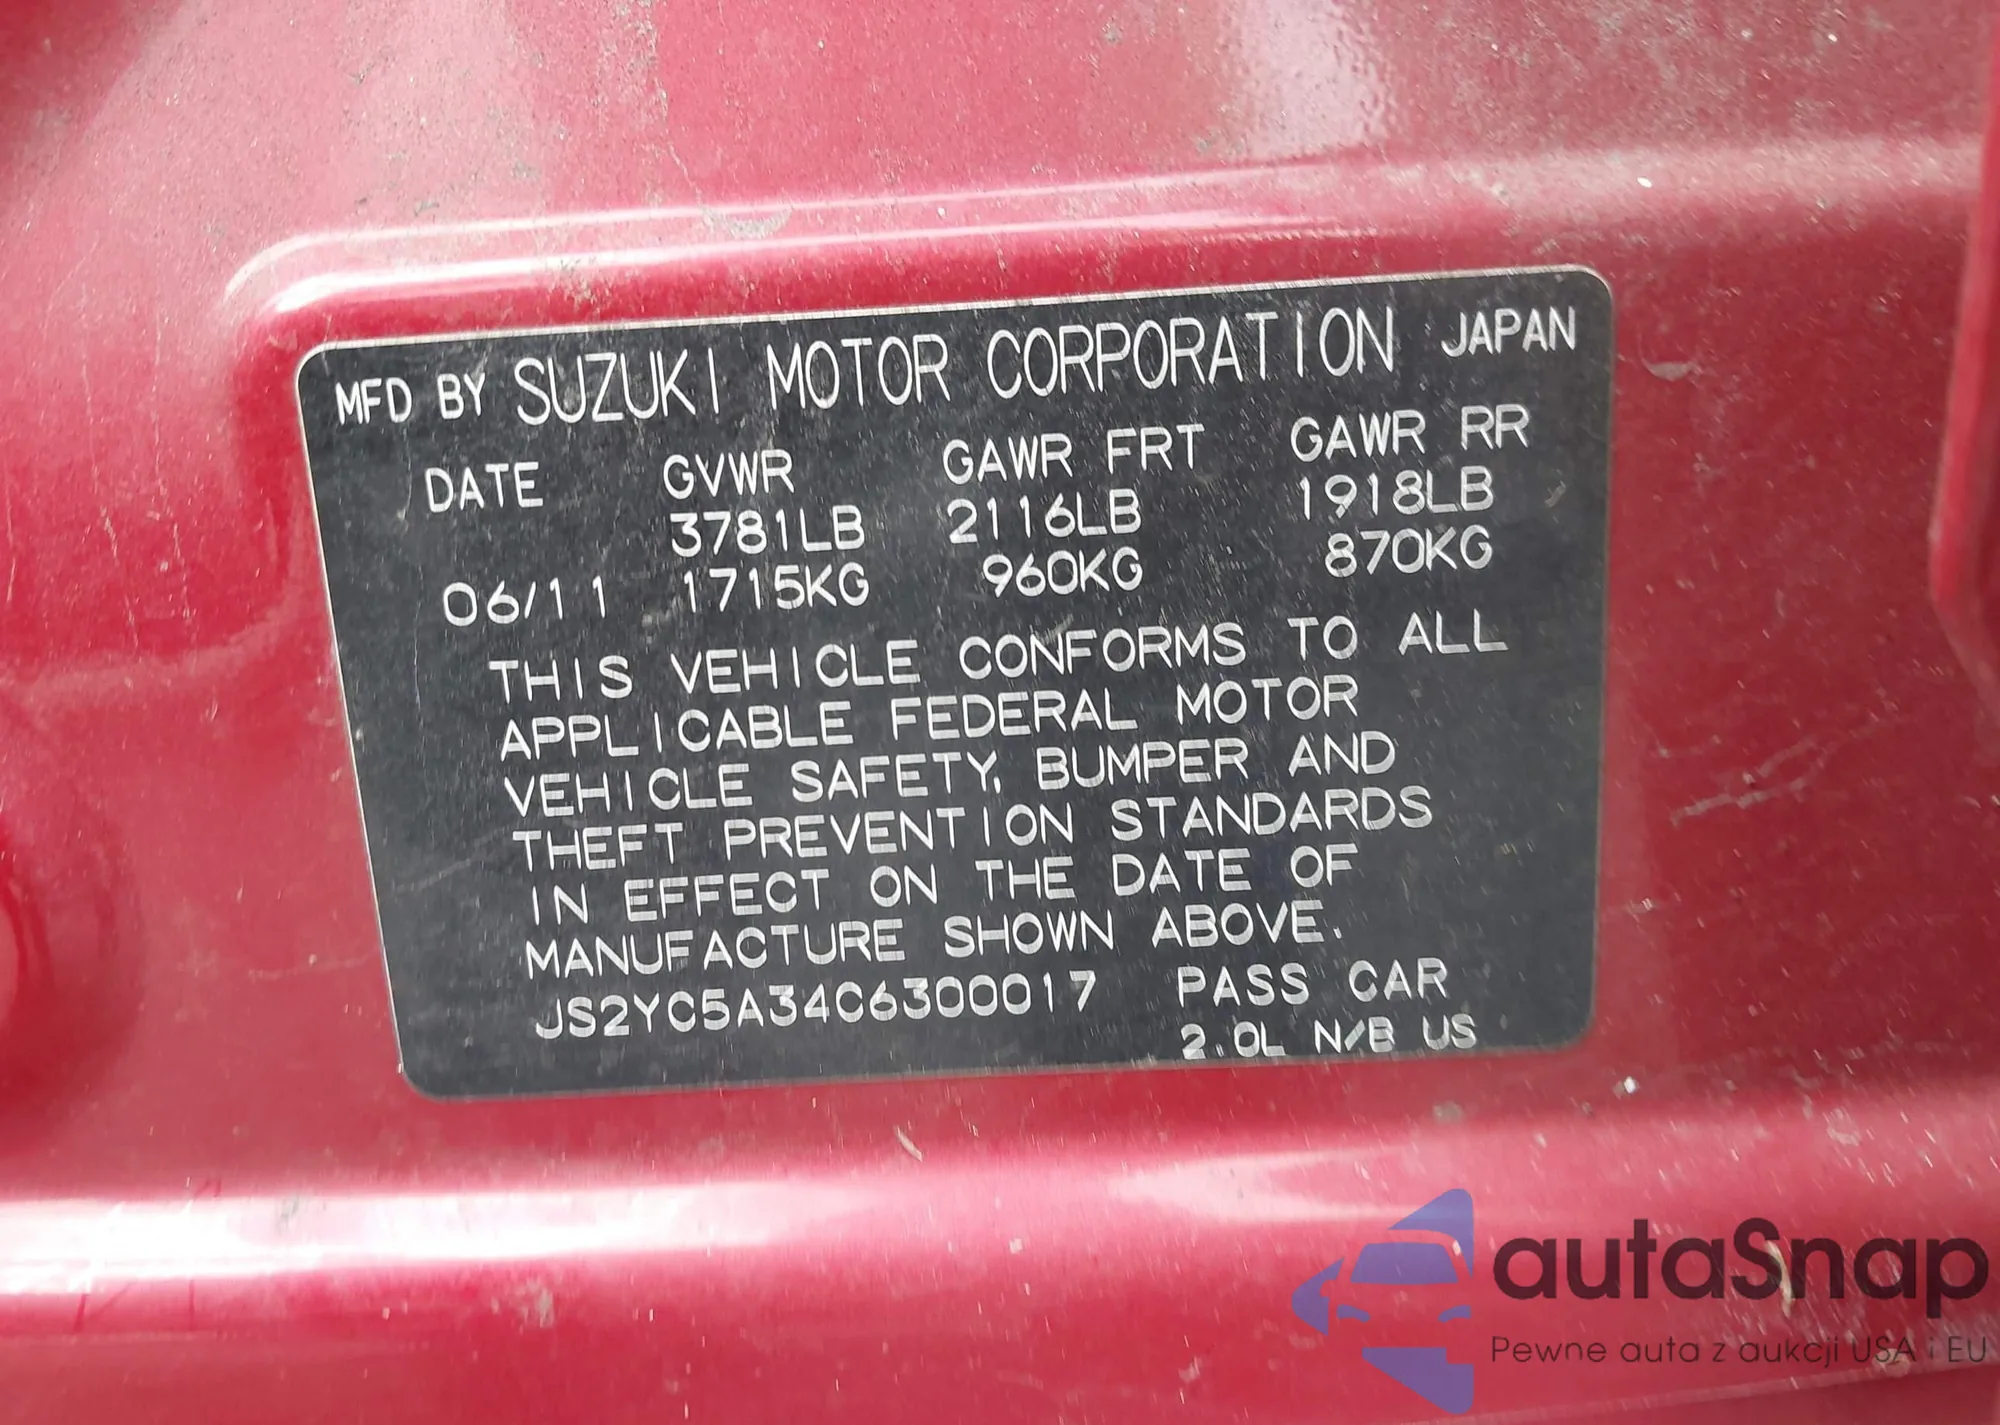 MFD BY SUZUKI MOTOR CORPORATION JAPAN
DATE GVWR GAWR FRT GAWR RR
3781LB 2116LB 1918LB
06/11 1715KG 960KG 870KG
THIS VEHICLE CONFORMS TO ALL
APPLICABLE FEDERAL MOTOR
VEHICLE SAFETY, BUMPER AND
THEFT PREVENTION STANDARDS
IN EFFECT ON THE DATE OF
MANUFACTURE SHOWN ABOVE.
JS2YC5A34C6300017 PASS CAR
2.0L N/B US
autaSnap
Pewne auta z aukcji USA i EU